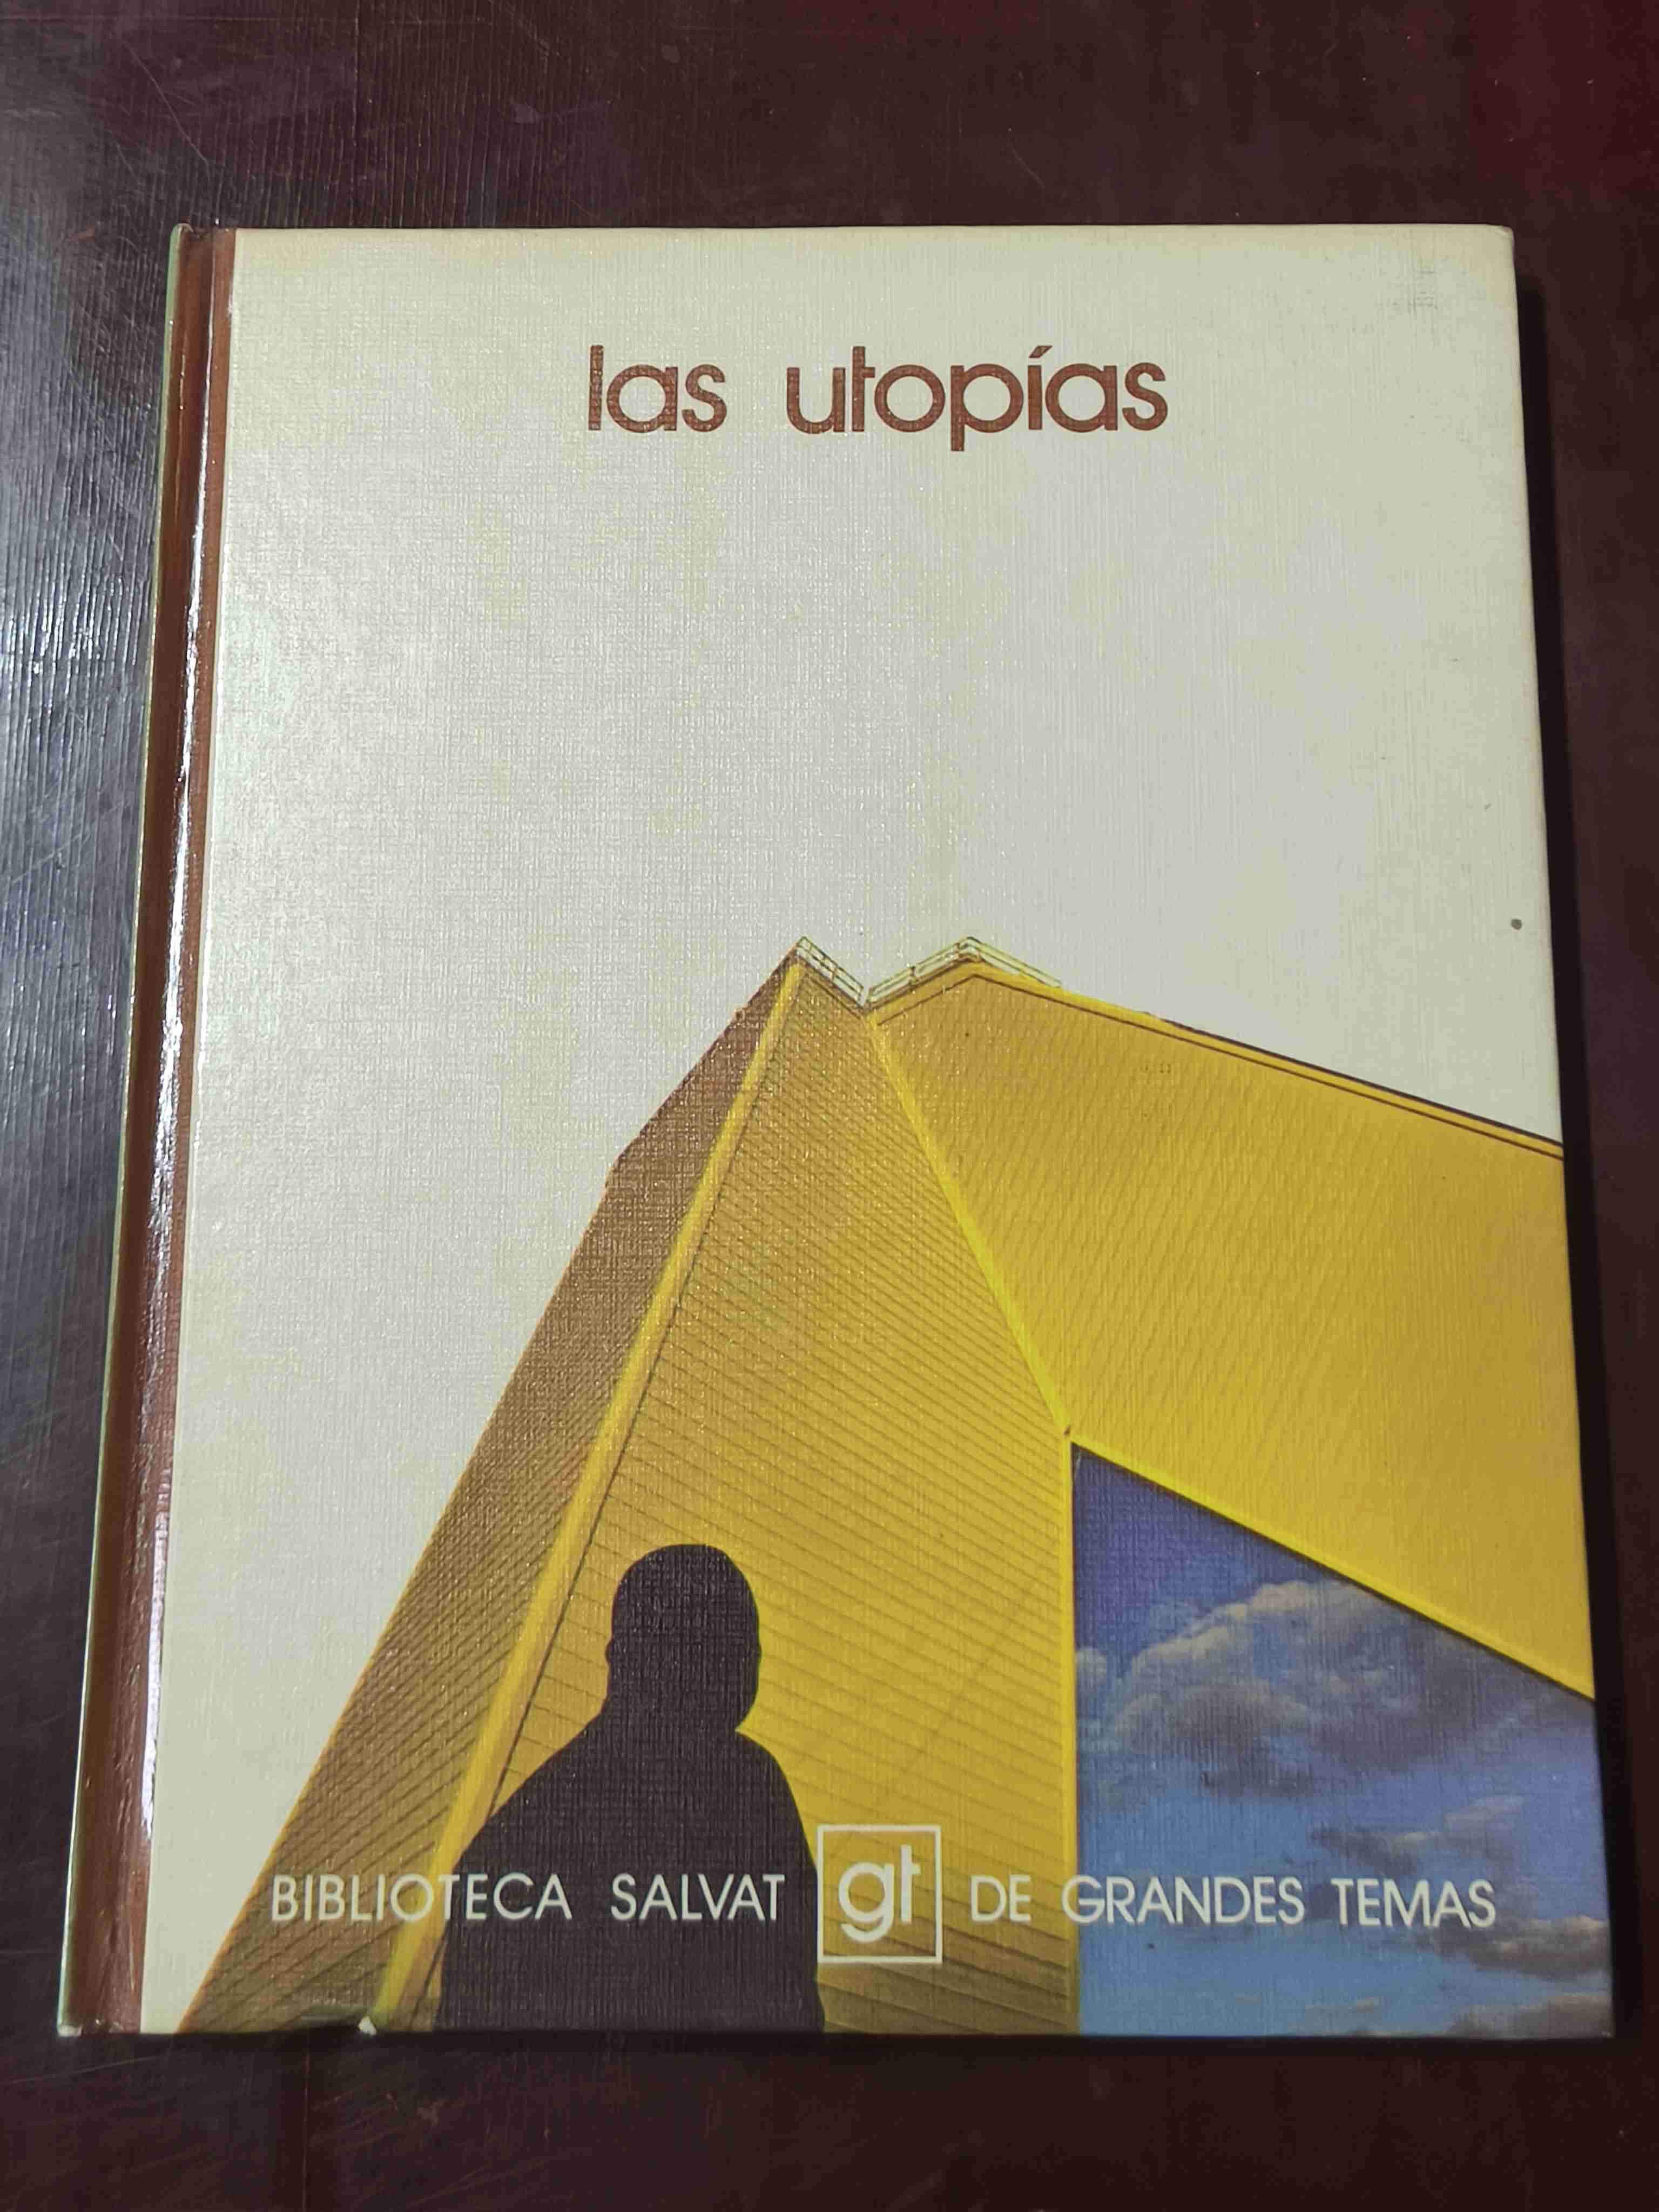 las utopías
BIBLIOTECA SALVAT gt DE GRANDES TEMAS